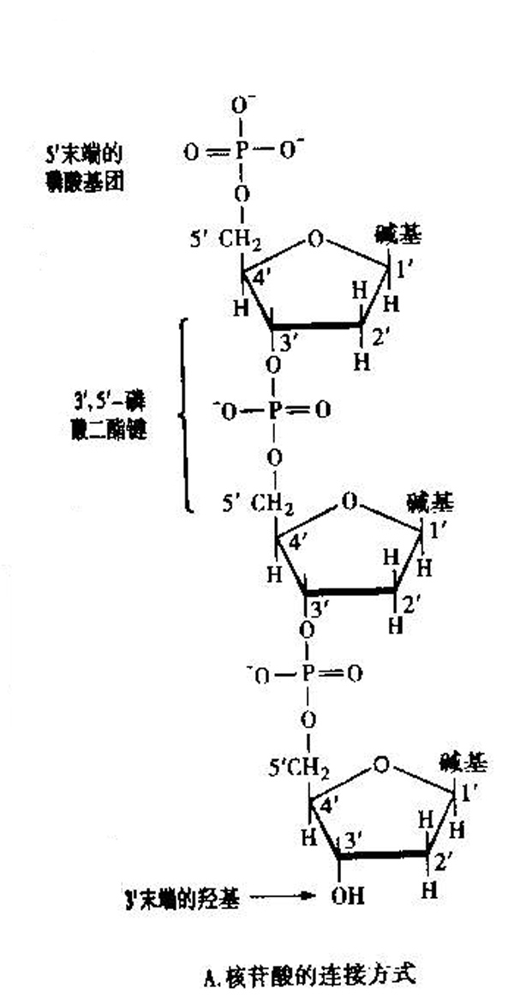 O⁻
O=P—O⁻
5′末端的
磷酸基团
O
5′ CH₂
O
碱基
4′
1′
H
H
H
3′
2′
H
O
3′,5′-磷
酸二酯键
⁻O—P=O
O
5′ CH₂
O
碱基
4′
1′
H
H
H
3′
2′
H
O
⁻O—P=O
O
5′CH₂
O
碱基
4′
1′
H
H
H
3′
2′
H
3′末端的羟基
OH
A.核苷酸的连接方式